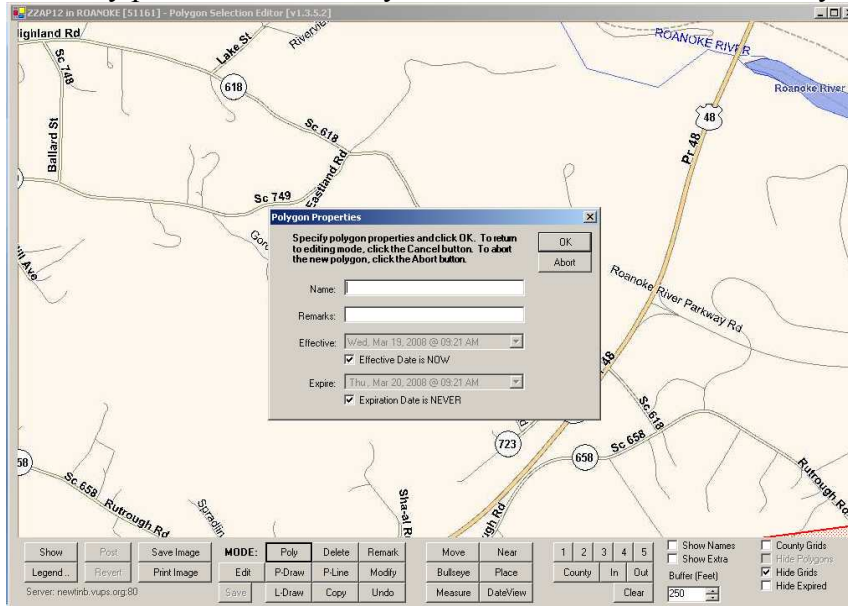 ZZAP12 in ROANOKE [51161] - Polygon Selection Editor [v1.3.5.2]
Highland Rd
Lake St
ROANOKE RIVER
Sc 748
618
Roanoke River
48
Ballard St
Sc 618
Pr 48
Eastland Rd
Sc 749
Polygon Properties
Specify polygon properties and click OK. To return
to editing mode, click the Cancel button. To abort
the new polygon, click the Abort button.
OK
Abort
Name:
Remarks:
Effective:
Wed, Mar 19, 2008 @ 09:21 AM
Effective Date is NOW
Expire:
Thu , Mar 20, 2008 @ 09:21 AM
Expiration Date is NEVER
Roanoke River Parkway Rd
48
Sc 618
723
658
Sc 658
58
Sc 658
Rutrough Rd
Spradlin
Sha-al R
Rutrough Rd
Show
Post
Save Image
MODE:
Poly
Delete
Remark
Move
Near
1 2 3 4 5
Show Names
County Grids
Show Extra
Hide Polygons
Legend ..
Revert
Print Image
Edit
P-Draw
P-Line
Modify
Bullseye
Place
County
In
Out
Buffer (Feet)
Hide Grids
Server: newtinb.vups.org:80
Save
L-Draw
Copy
Undo
Measure
DateView
Clear
250
Hide Expired